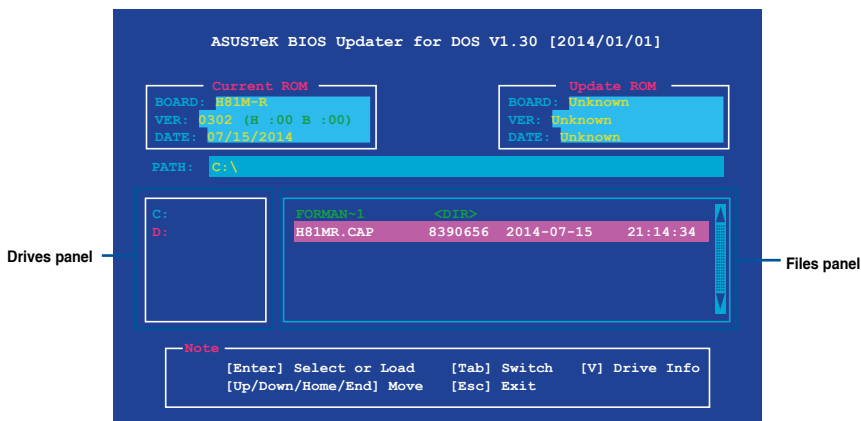 ASUSTeK BIOS Updater for DOS V1.30 [2014/01/01]
Current ROM
BOARD: H81M-R
VER: 0302 (H :00 B :00)
DATE: 07/15/2014
Update ROM
BOARD: Unknown
VER: Unknown
DATE: Unknown
PATH: C:\
C:
D:
FORMAN~1 <DIR>
H81MR.CAP 8390656 2014-07-15 21:14:34
Drives panel
Files panel
Note
[Enter] Select or Load [Tab] Switch [V] Drive Info
[Up/Down/Home/End] Move [Esc] Exit